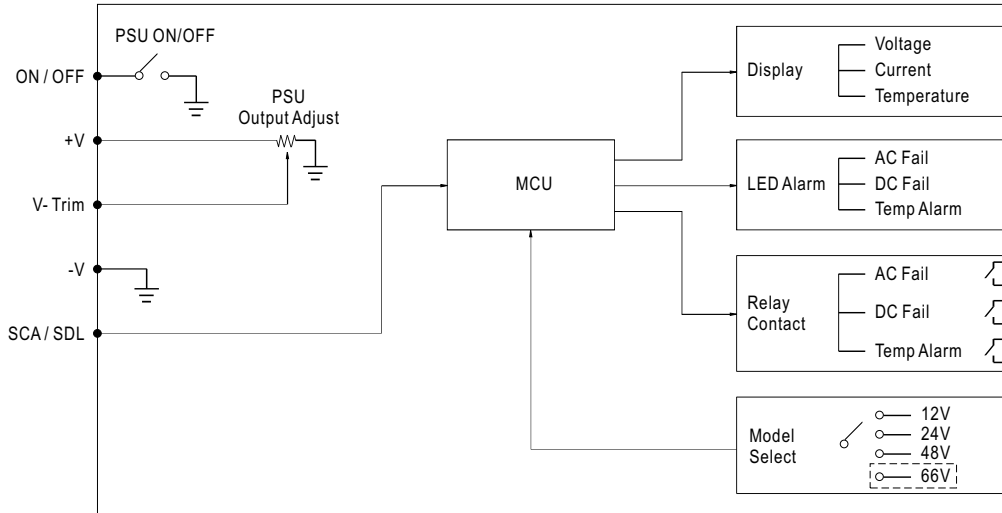 PSU ON/OFF
ON / OFF
PSU
Output Adjust
+V
V- Trim
-V
SCA / SDL
MCU
Display
Voltage
Current
Temperature
LED Alarm
AC Fail
DC Fail
Temp Alarm
Relay
Contact
AC Fail
DC Fail
Temp Alarm
Model
Select
12V
24V
48V
66V